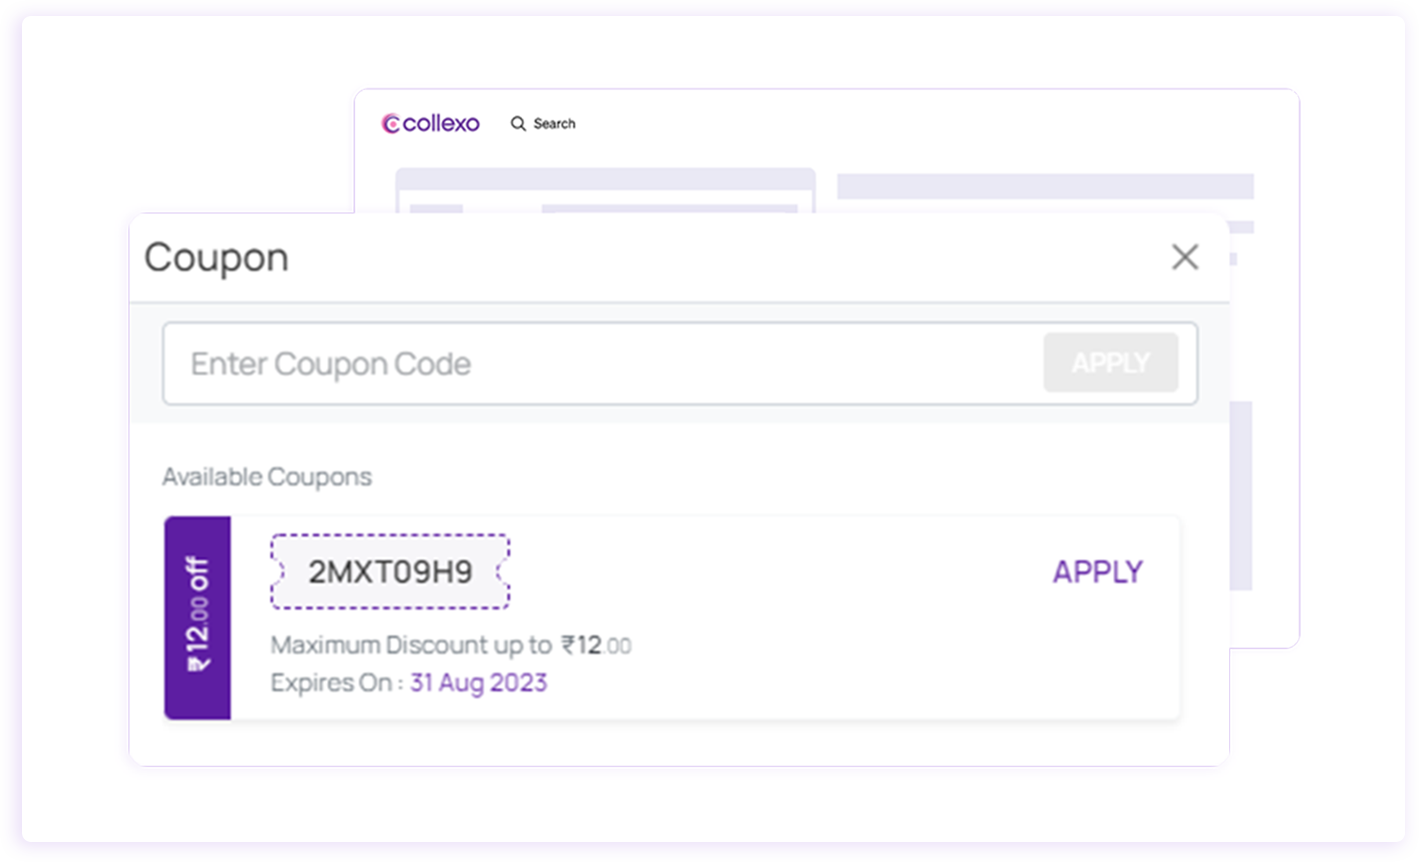 collexo Search
Coupon
Enter Coupon Code APPLY
Available Coupons
₹12.00 off
2MXT09H9 APPLY
Maximum Discount up to ₹12.00
Expires On : 31 Aug 2023